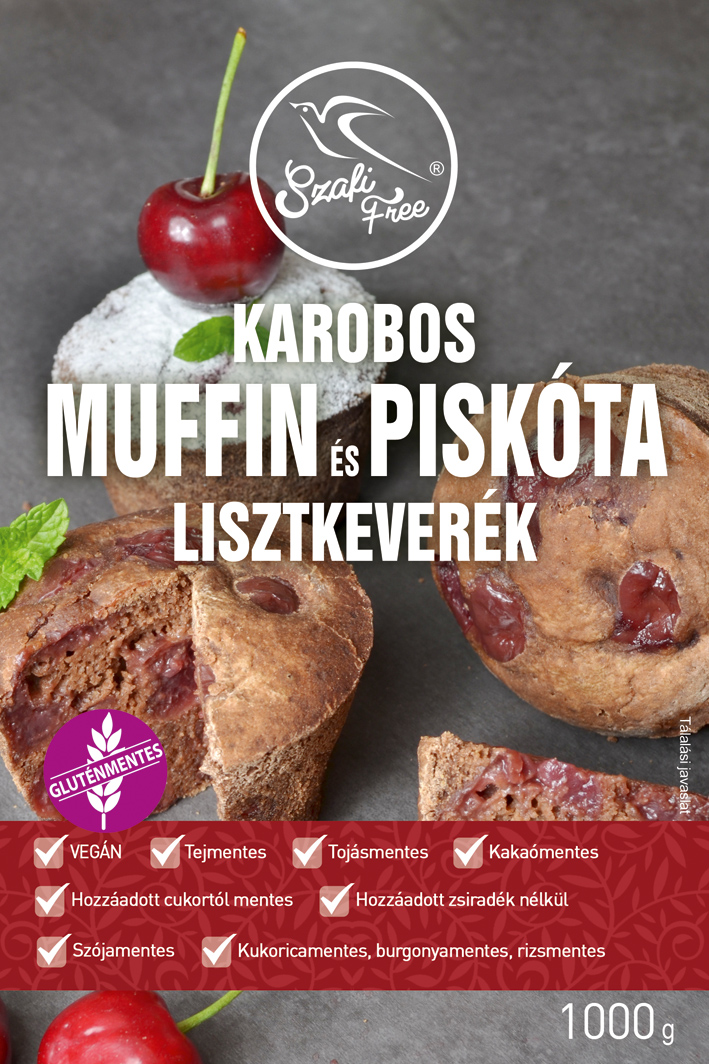 Szafi
Free
®
KAROBOS
MUFFIN ÉS PISKÓTA
LISZTKEVERÉK
GLUTÉNMENTES
Tálalási javaslat
VEGÁN Tejmentes Tojásmentes Kakaómentes
Hozzáadott cukortól mentes Hozzáadott zsiradék nélkül
Szójamentes Kukoricamentes, burgonyamentes, rizsmentes
1000 g